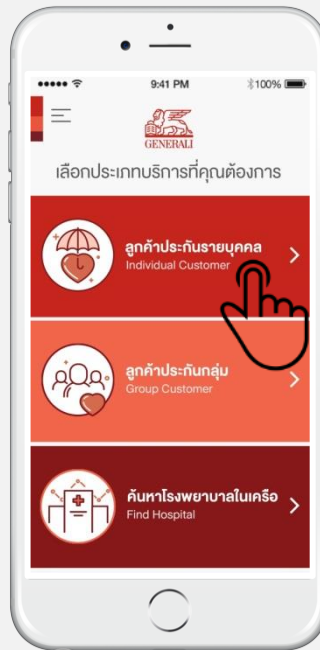 9:41 PM
100%
GENERALI
เลือกประเภทบริการที่คุณต้องการ
ลูกค้าประกันรายบุคคล
Individual Customer
ลูกค้าประกันกลุ่ม
Group Customer
ค้นหาโรงพยาบาลในเครือ
Find Hospital